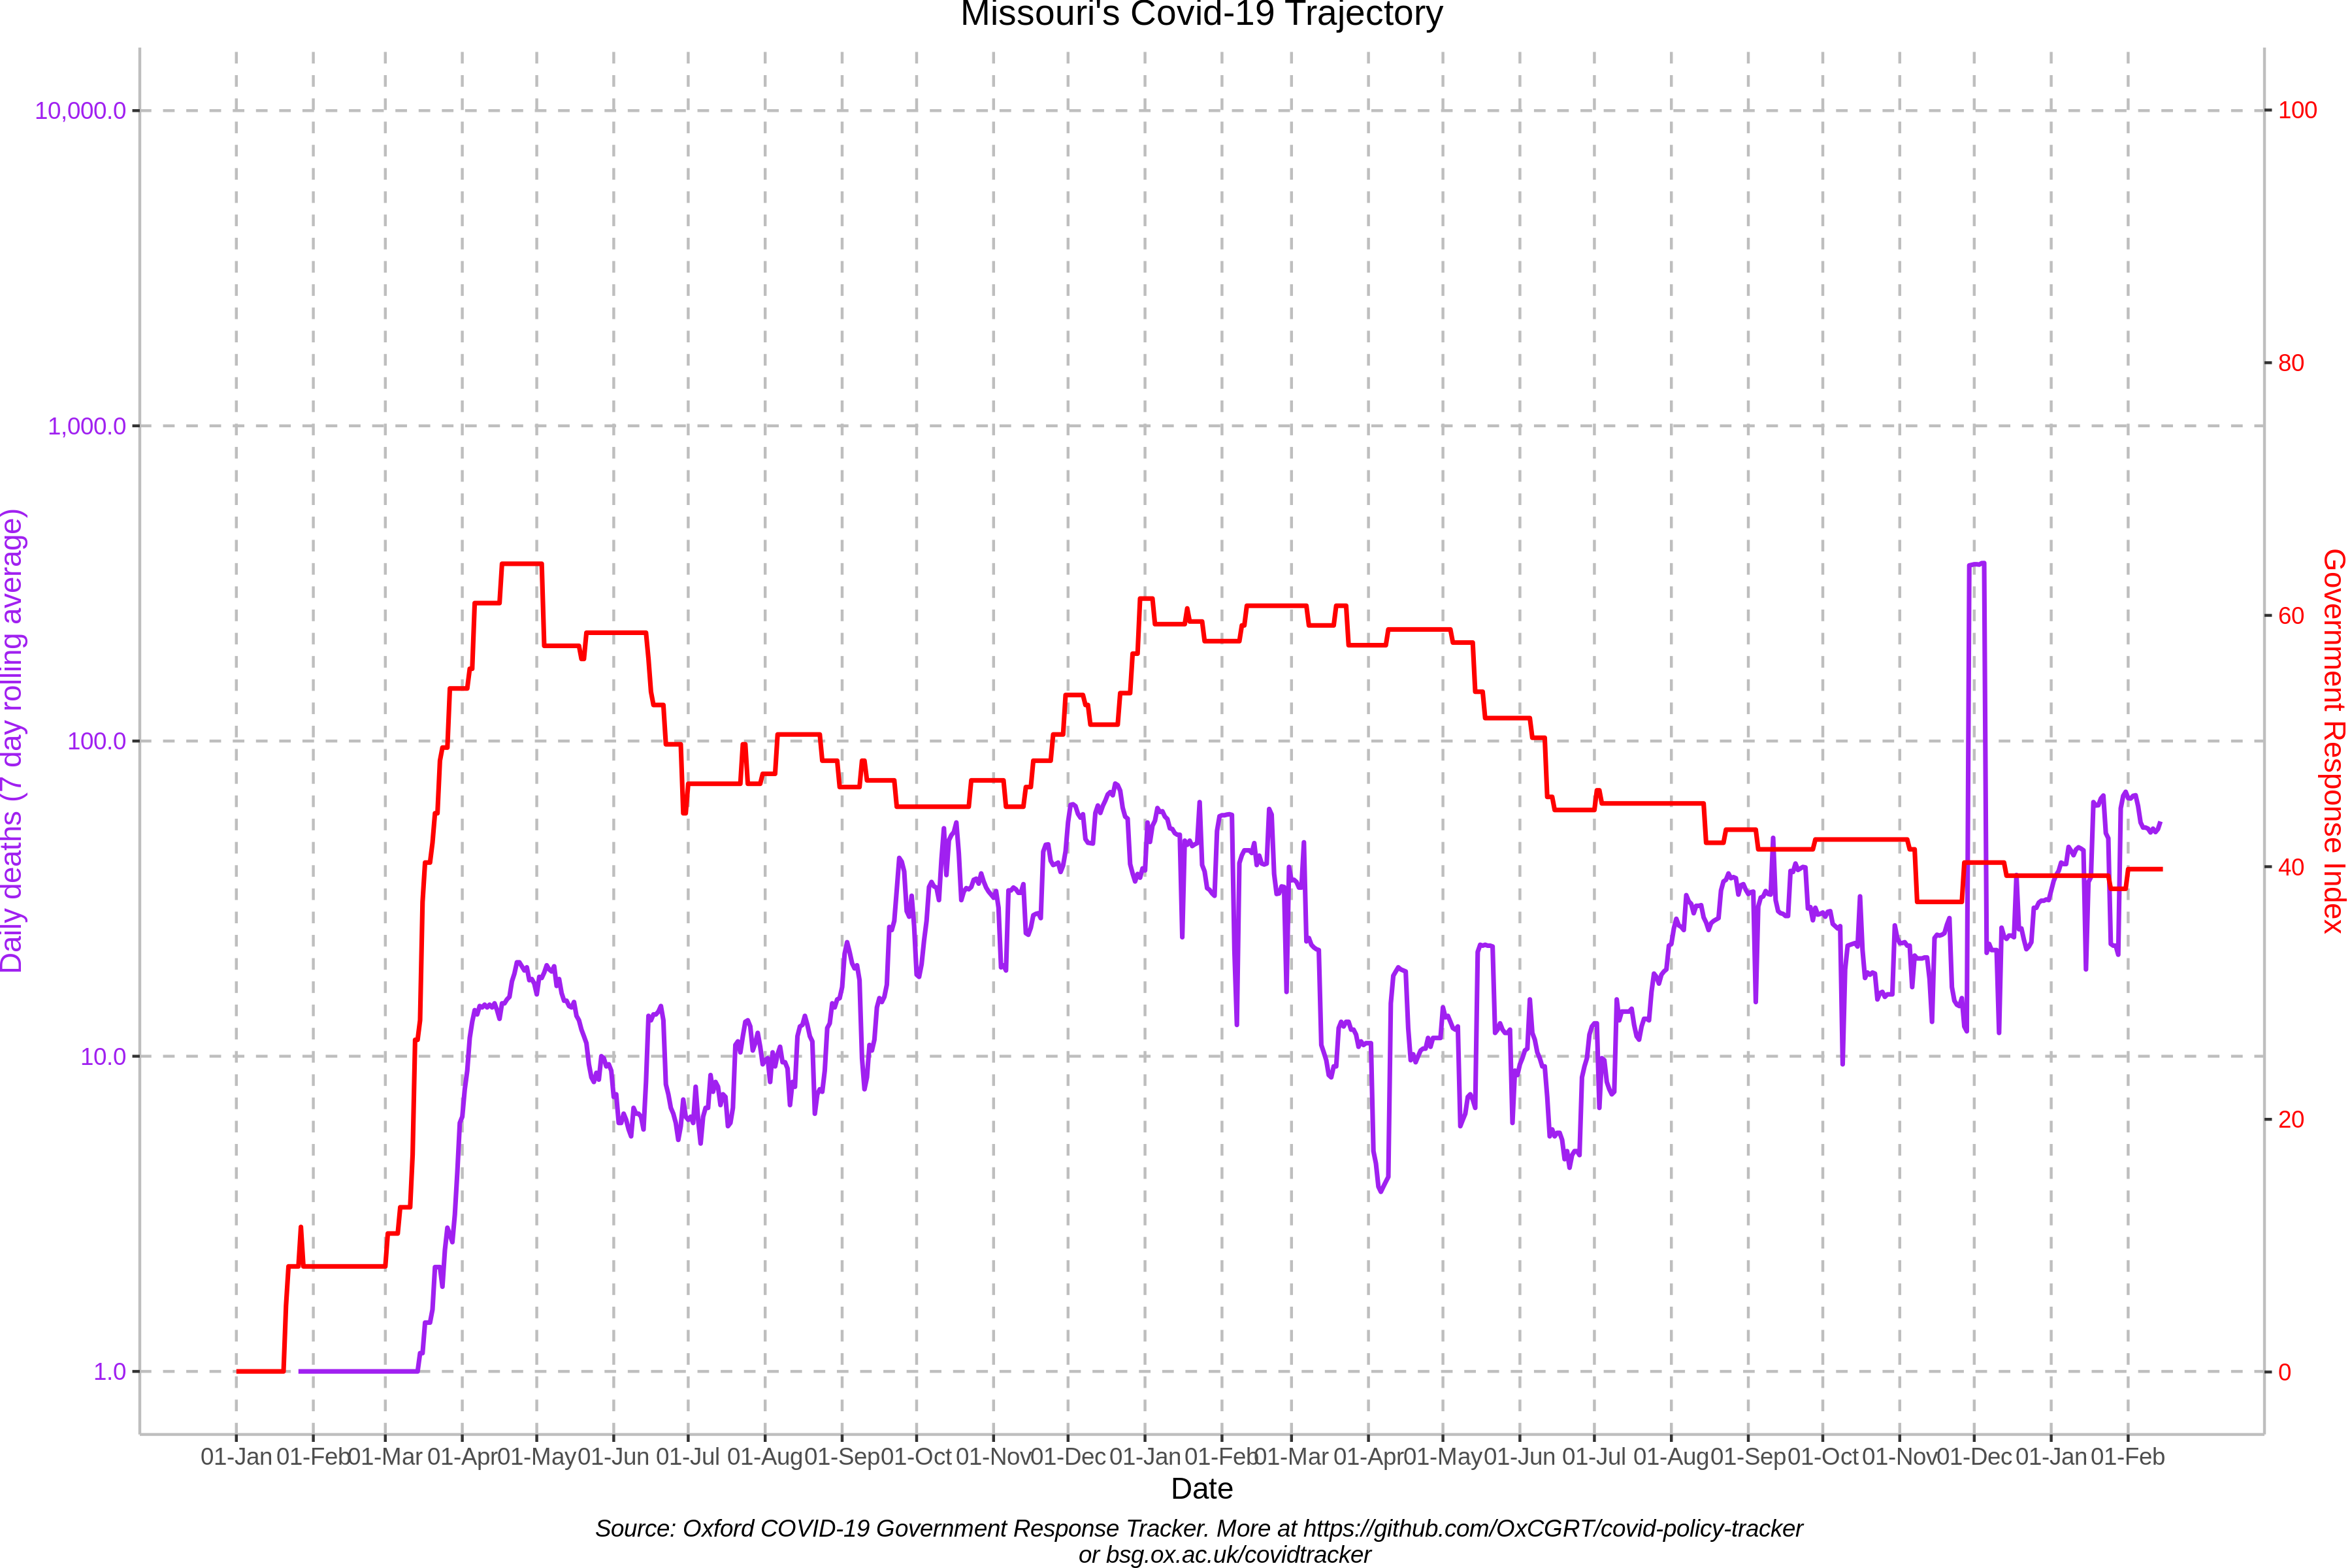 Missouri's Covid-19 Trajectory
10,000.0
1,000.0
100.0
10.0
1.0
Daily deaths (7 day rolling average)
100
80
60
40
20
0
Government Response Index
01-Jan 01-Feb 01-Mar 01-Apr 01-May 01-Jun 01-Jul 01-Aug 01-Sep 01-Oct 01-Nov 01-Dec 01-Jan 01-Feb 01-Mar 01-Apr 01-May 01-Jun 01-Jul 01-Aug 01-Sep 01-Oct 01-Nov 01-Dec 01-Jan 01-Feb
Date
Source: Oxford COVID-19 Government Response Tracker. More at https://github.com/OxCGRT/covid-policy-tracker
or bsg.ox.ac.uk/covidtracker